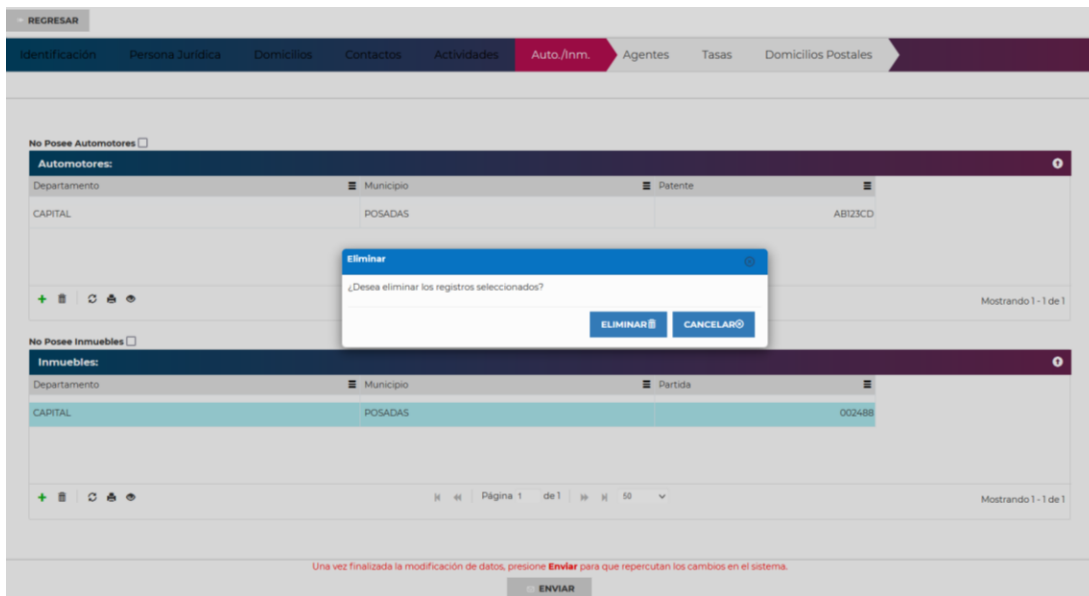 REGRESAR
Identificación Persona Jurídica Domicilios Contactos Actividades Auto./Inm. Agentes Tasas Domicilios Postales
No Posee Automotores
Automotores:
Departamento Municipio Patente
CAPITAL POSADAS AB123CD
Eliminar
¿Desea eliminar los registros seleccionados?
ELIMINAR CANCELAR
Mostrando 1 - 1 de 1
No Posee Inmuebles
Inmuebles:
Departamento Municipio Partida
CAPITAL POSADAS 002488
Página 1 de 1 50
Mostrando 1 - 1 de 1
Una vez finalizada la modificación de datos, presione Enviar para que repercutan los cambios en el sistema.
ENVIAR